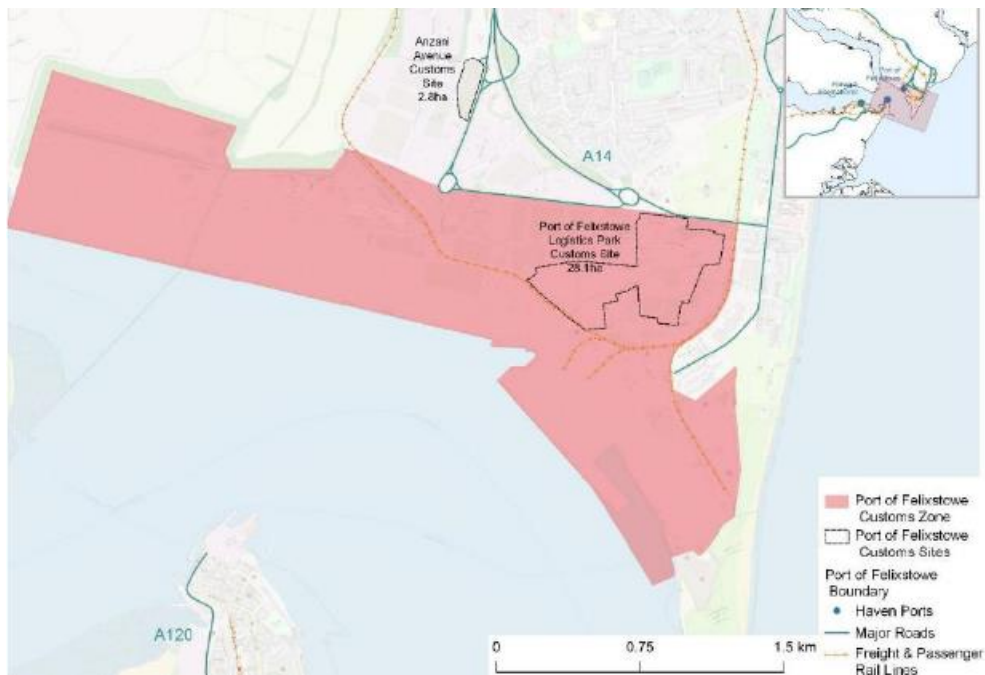 Anzani
Avenue
Customs
Site
2.8ha
A14
Port of Felixstowe
Logistics Park
Customs Site
28.1ha
A120
0 0.75 1.5 km
Port of Felixstowe
Customs Zone
Port of Felixstowe
Customs Sites
Port of Felixstowe
Boundary
Haven Ports
Major Roads
Freight & Passenger
Rail Lines